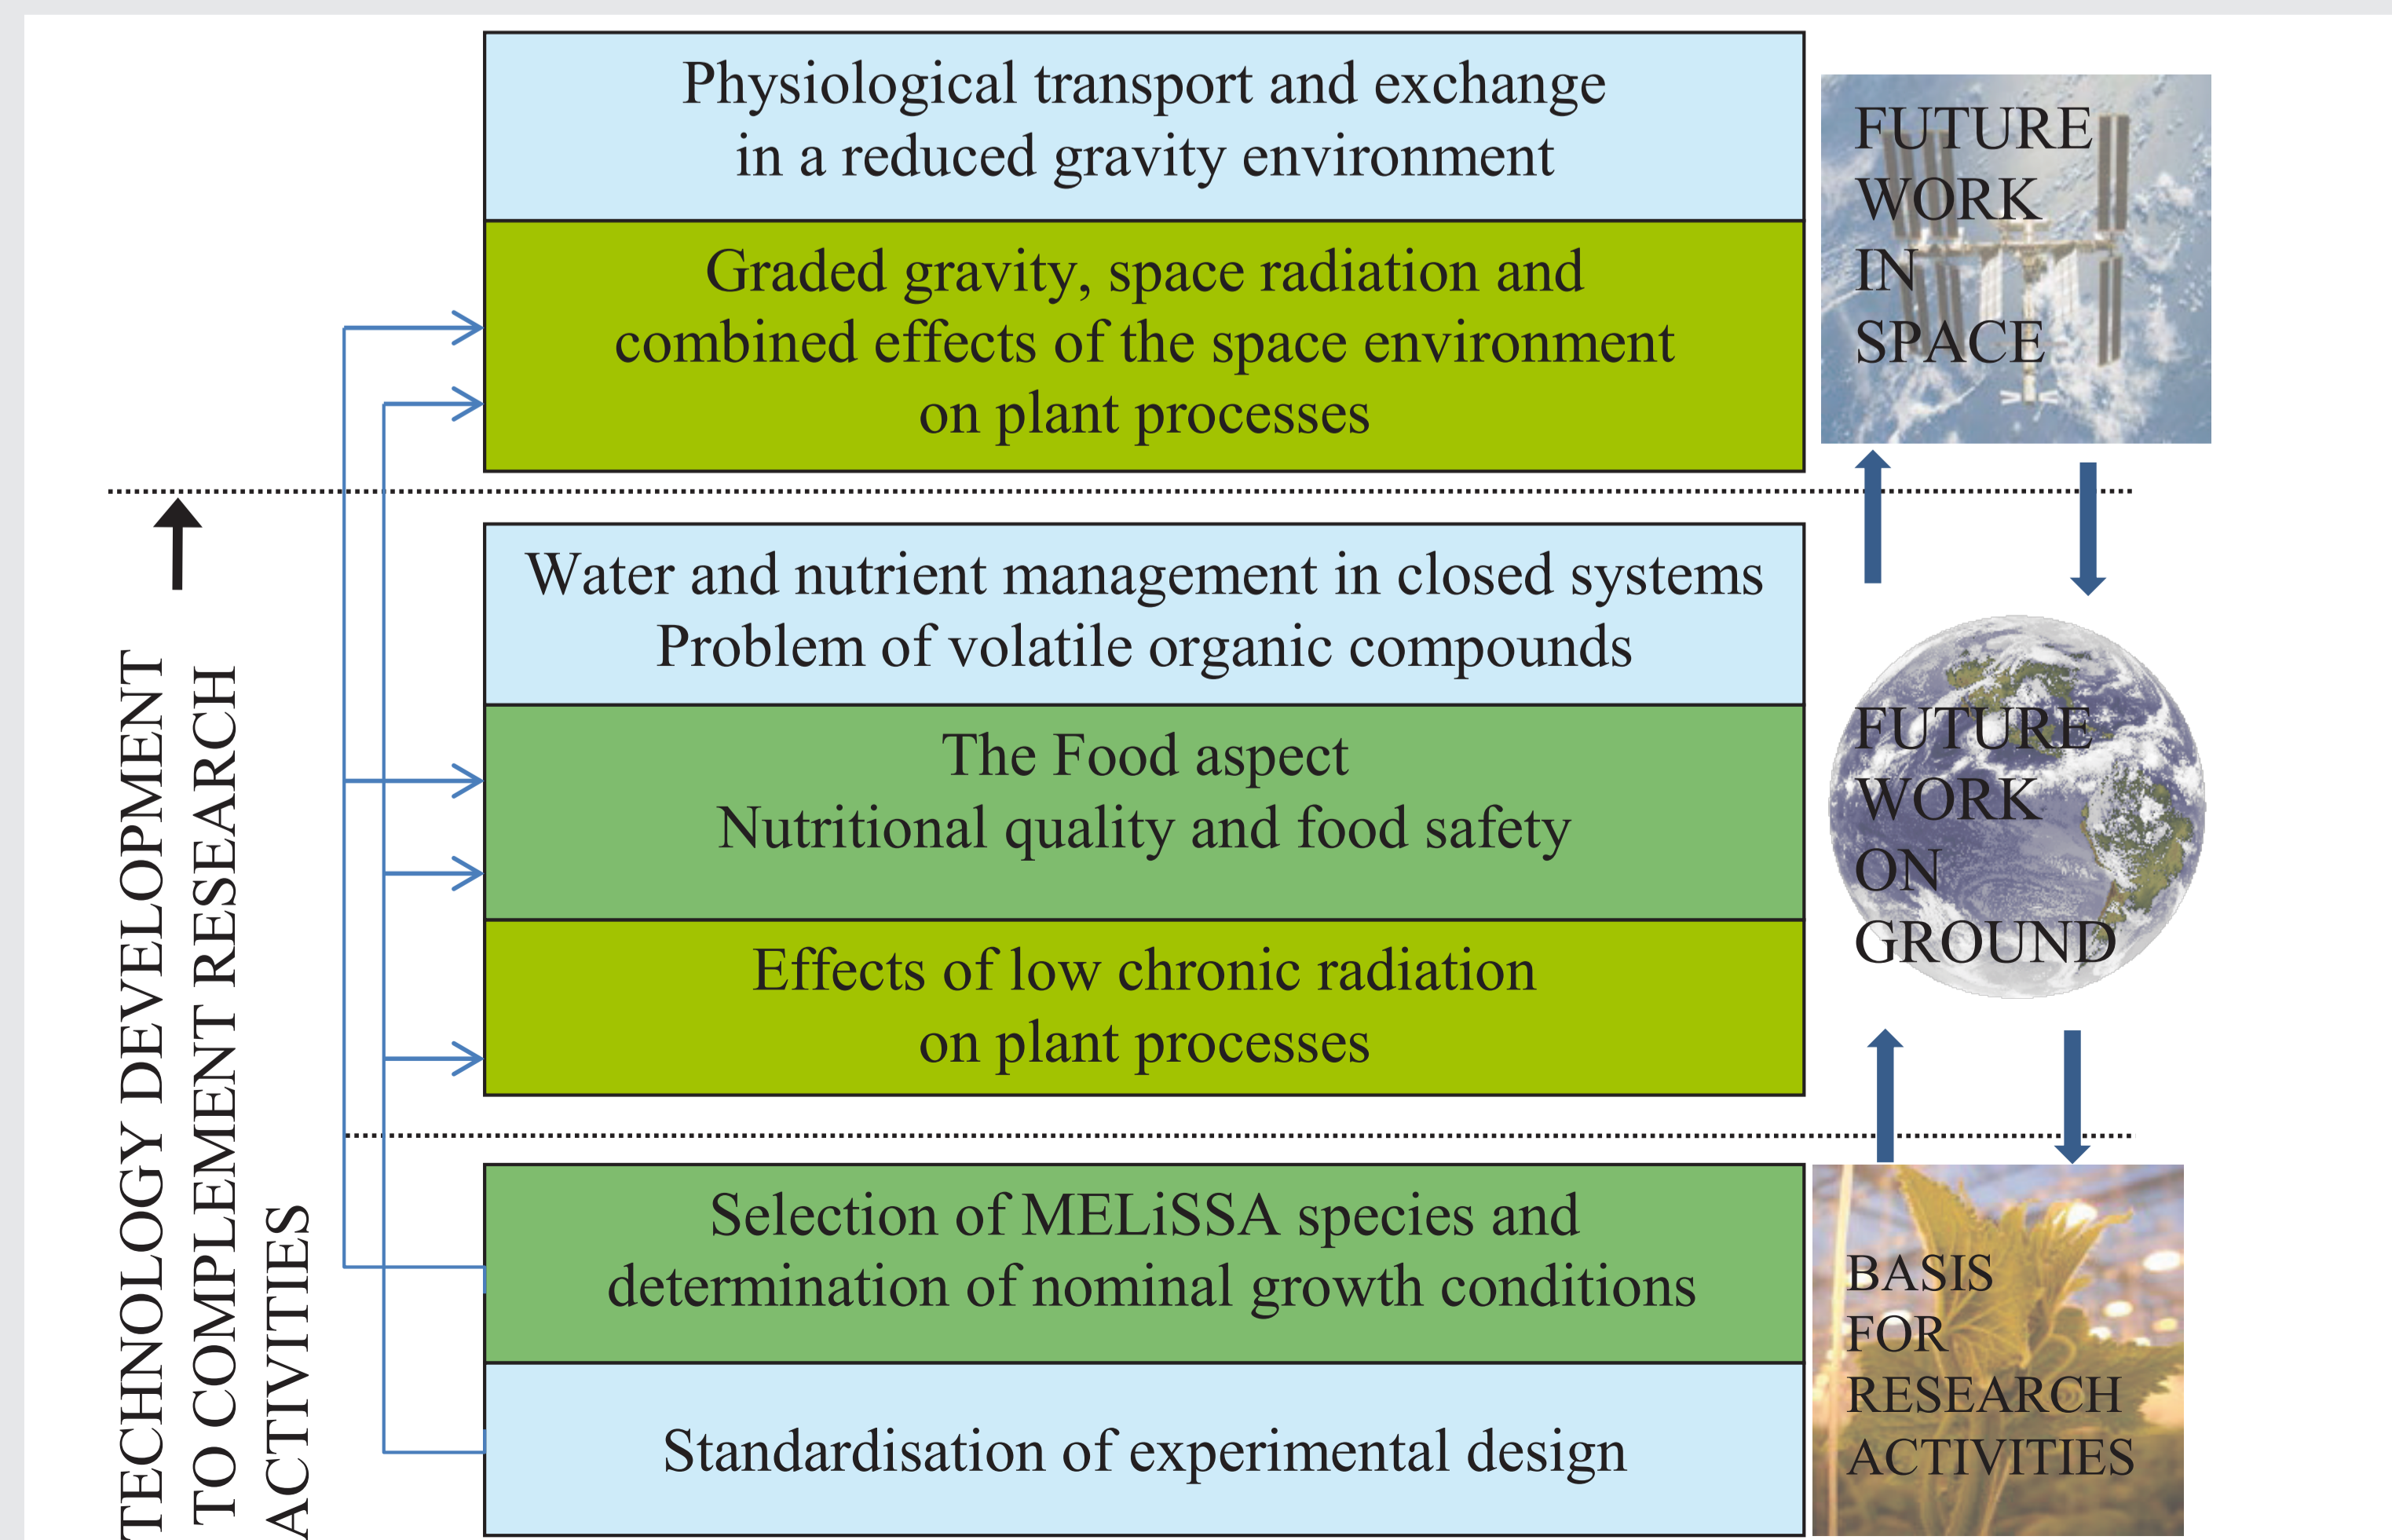 Physiological transport and exchange
in a reduced gravity environment
Graded gravity, space radiation and
combined effects of the space environment
on plant processes
FUTURE
WORK
IN
SPACE
Water and nutrient management in closed systems
Problem of volatile organic compounds
The Food aspect
Nutritional quality and food safety
Effects of low chronic radiation
on plant processes
FUTURE
WORK
ON
GROUND
Selection of MELiSSA species and
determination of nominal growth conditions
Standardisation of experimental design
BASIS
FOR
RESEARCH
ACTIVITIES
TECHNOLOGY DEVELOPMENT
TO COMPLEMENT RESEARCH
ACTIVITIES